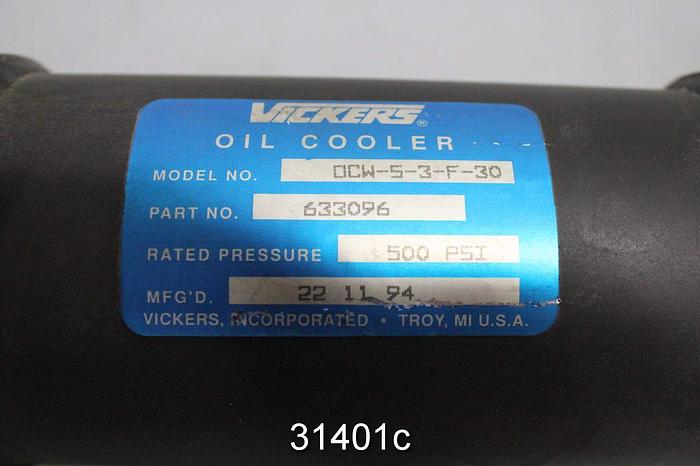 VICKERS®
OIL COOLER
MODEL NO. OCW-5-3-F-30
PART NO. 633096
RATED PRESSURE 500 PSI
MFG'D. 22 11 94
VICKERS, INCORPORATED • TROY, MI U.S.A.
31401c